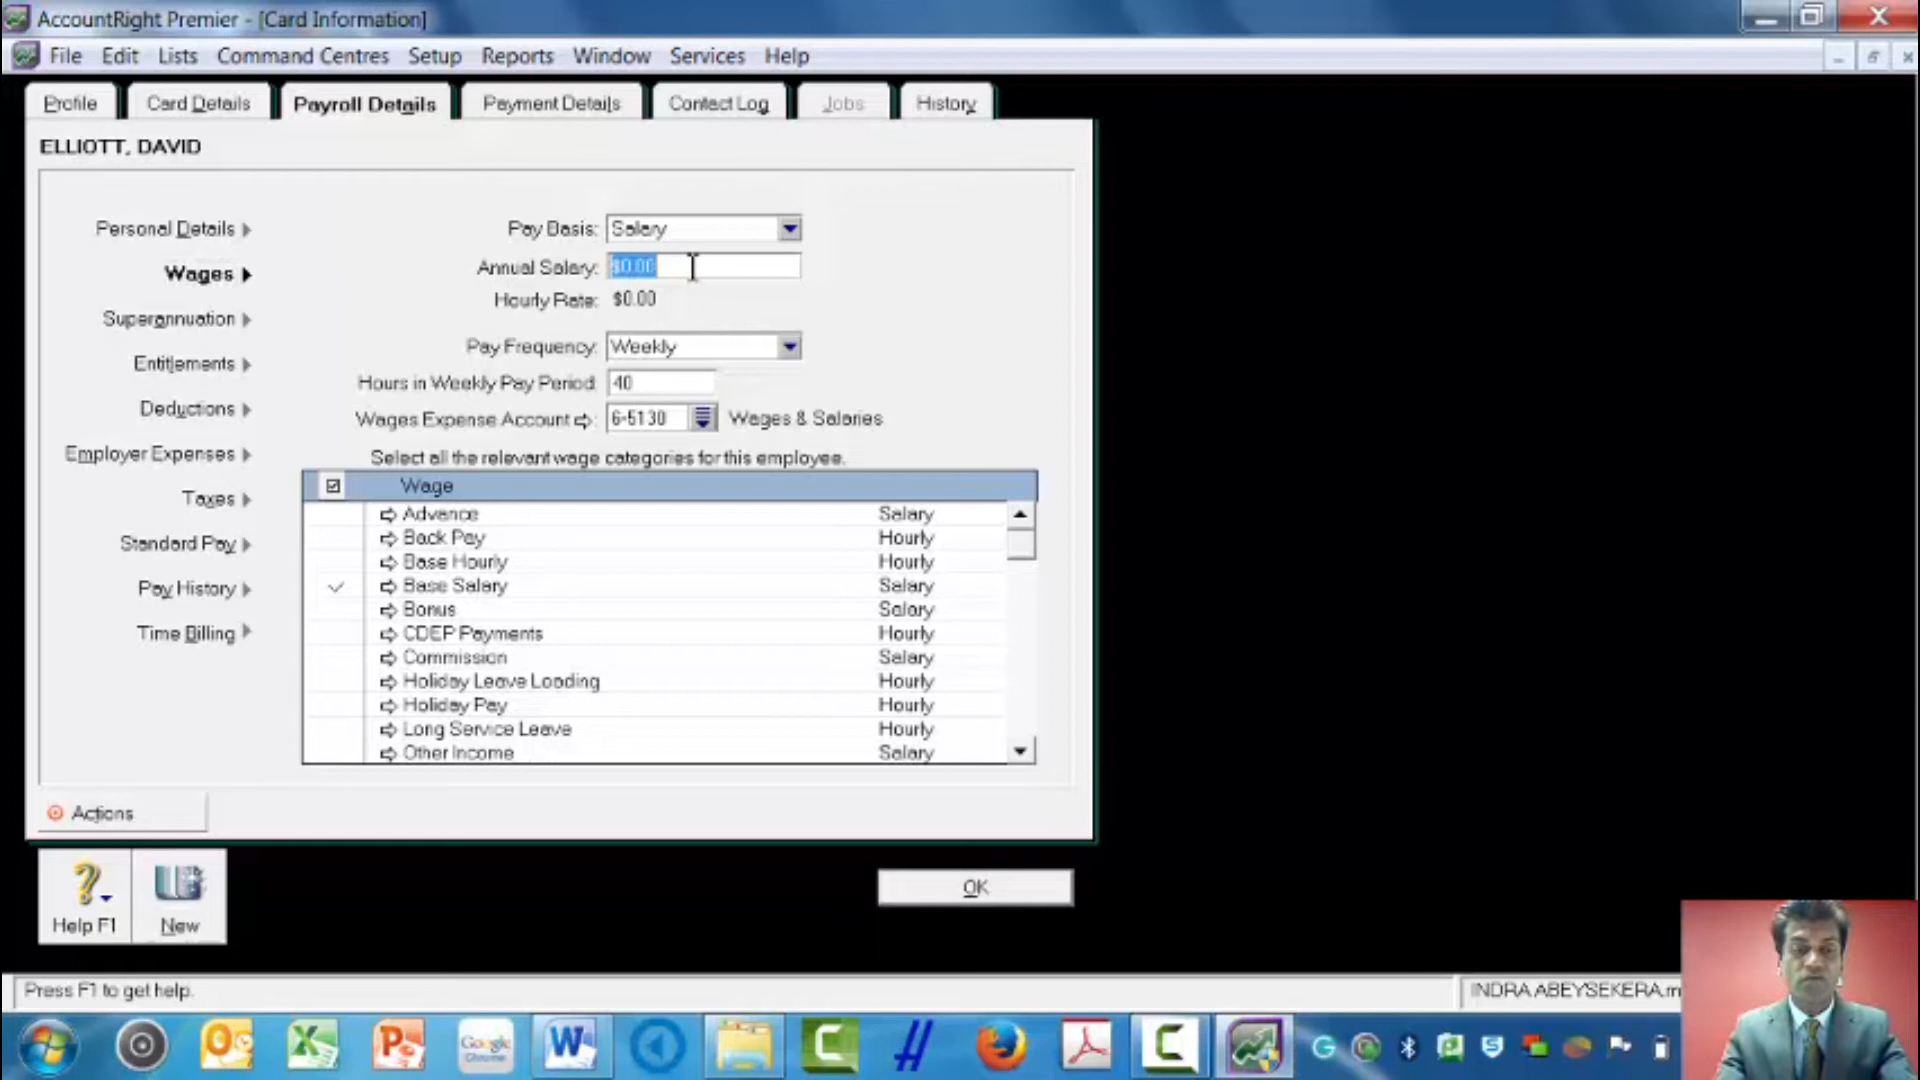 AccountRight Premier - [Card Information]
File Edit Lists Command Centres Setup Reports Window Services Help
Profile Card Details Payroll Details Payment Details Contact Log Jobs History
ELLIOTT, DAVID
Personal Details
Wages
Superannuation
Entitlements
Deductions
Employer Expenses
Taxes
Standard Pay
Pay History
Time Billing
Pay Basis: Salary
Annual Salary: $0.00
Hourly Rate: $0.00
Pay Frequency: Weekly
Hours in Weekly Pay Period: 40
Wages Expense Account: 6-5130 Wages & Salaries
Select all the relevant wage categories for this employee.
Wage
Advance Salary
Back Pay Hourly
Base Hourly Hourly
Base Salary Salary
Bonus Salary
CDEP Payments Hourly
Commission Salary
Holiday Leave Loading Hourly
Holiday Pay Hourly
Long Service Leave Hourly
Other Income Salary
Actions
Help F1
New
OK
Press F1 to get help.
INDRA ABEYSEKERA.m
Google